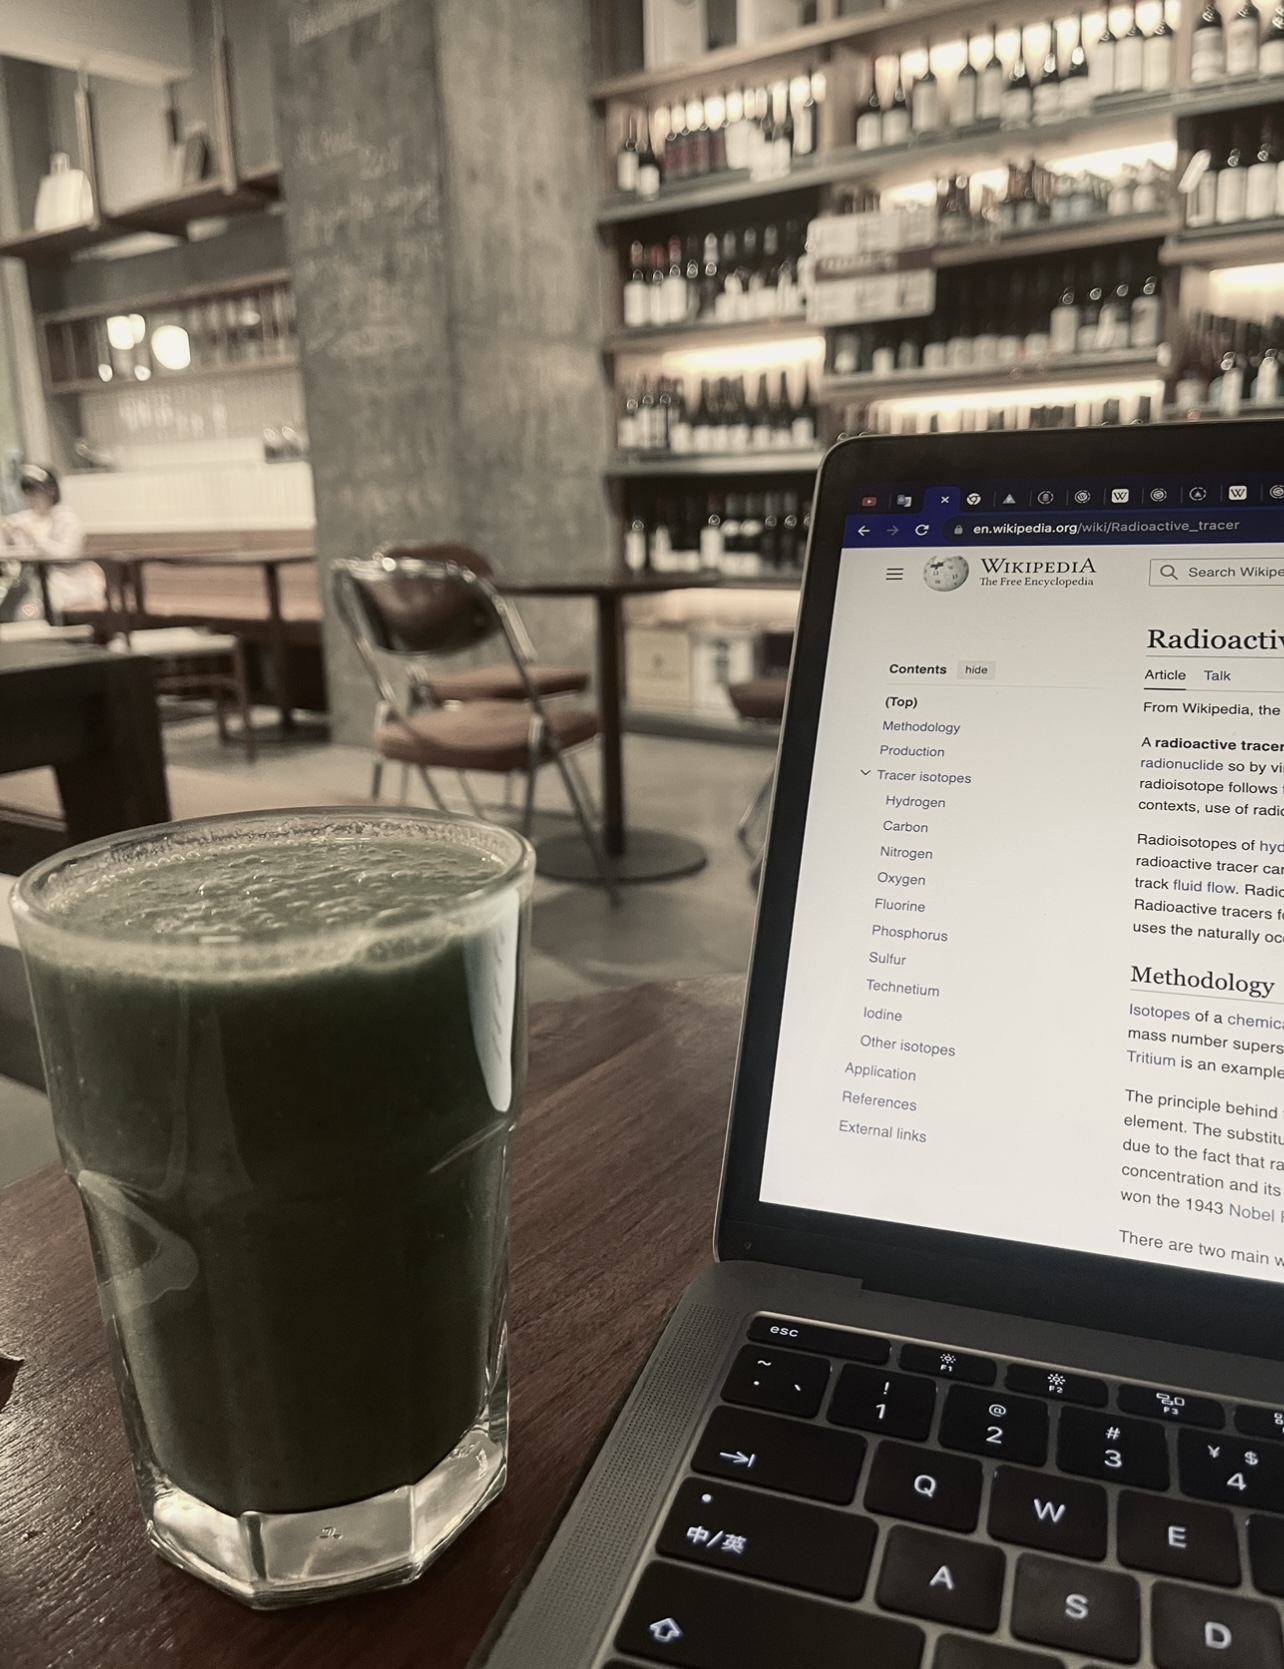 en.wikipedia.org/wiki/Radioactive_tracer
WIKIPEDIA
The Free Encyclopedia
Search Wikipe
Radioactiv
Contents hide
Article Talk
(Top)
From Wikipedia, the
Methodology
Production
Tracer isotopes
Hydrogen
Carbon
Nitrogen
Oxygen
Fluorine
Phosphorus
Sulfur
Technetium
Iodine
Other isotopes
Application
References
External links
A radioactive tracer
radionuclide so by vi
radioisotope follows
contexts, use of radio
Radioisotopes of hyd
radioactive tracer can
track fluid flow. Radio
Radioactive tracers fo
uses the naturally occ
Methodology
Isotopes of a chemica
mass number supers
Tritium is an example
The principle behind
element. The substitu
due to the fact that ra
concentration and its
won the 1943 Nobel P
There are two main w
esc F1 F2 F3
~ ! @ # ¥ $
· ` 1 2 3 4
Q W E
中/英 A S D